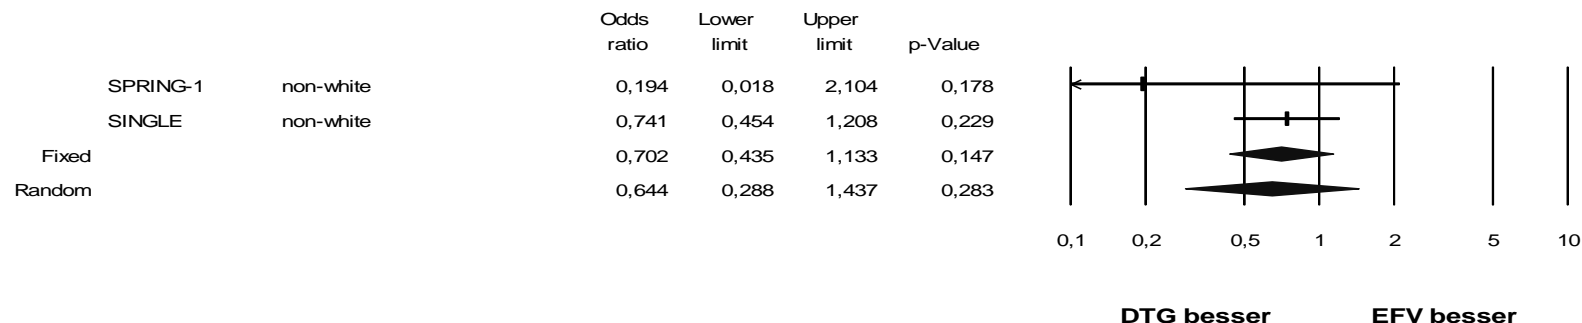 Odds Lower Upper
ratio limit limit p-Value
SPRING-1 non-white 0,194 0,018 2,104 0,178
SINGLE non-white 0,741 0,454 1,208 0,229
Fixed 0,702 0,435 1,133 0,147
Random 0,644 0,288 1,437 0,283
0,1 0,2 0,5 1 2 5 10
DTG besser EFV besser